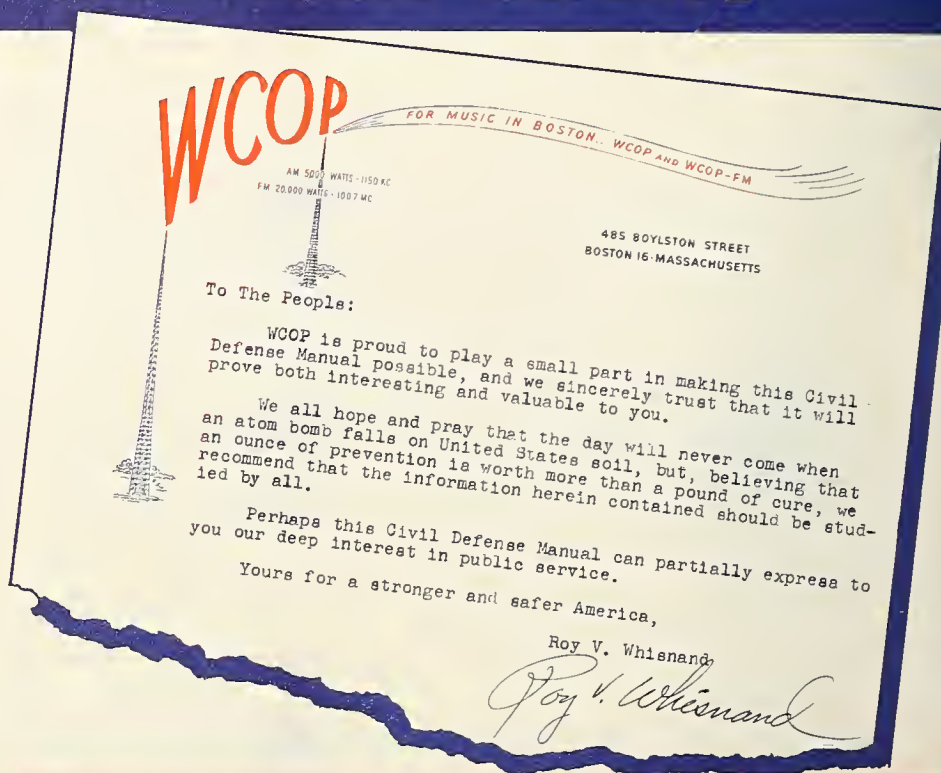 WCOP
FOR MUSIC IN BOSTON.. WCOP AND WCOP-FM
AM 5000 WATTS - 1150 KC
FM 20,000 WATTS - 100.7 MC
485 BOYLSTON STREET
BOSTON 16 - MASSACHUSETTS
To The People:
WCOP is proud to play a small part in making this Civil
Defense Manual possible, and we sincerely trust that it will
prove both interesting and valuable to you.
We all hope and pray that the day will never come when
an atom bomb falls on United States soil, but, believing that
an ounce of prevention is worth more than a pound of cure, we
recommend that the information herein contained should be stud-
ied by all.
Perhaps this Civil Defense Manual can partially express to
you our deep interest in public service.
Yours for a stronger and safer America,
Roy V. Whisnand
Roy V. Whisnand